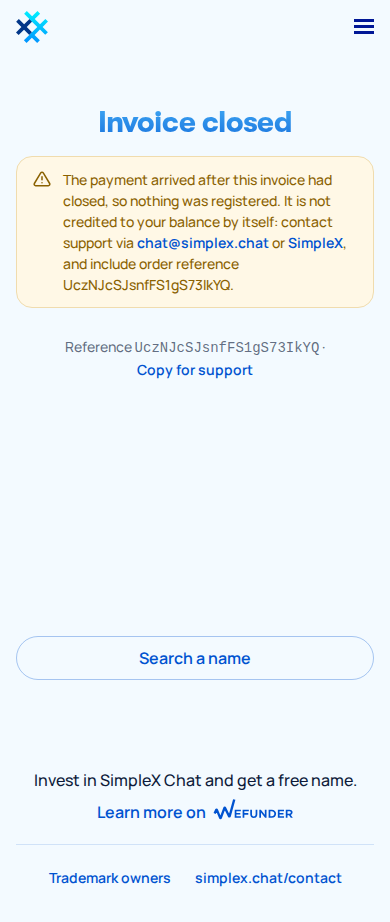 Invoice closed
The payment arrived after this invoice had
closed, so nothing was registered. It is not
credited to your balance by itself: contact
support via chat@simplex.chat or SimpleX,
and include order reference
UczNJcSJsnfFS1gS73IkYQ.
Reference UczNJcSJsnfFS1gS73IkYQ ·
Copy for support
Search a name
Invest in SimpleX Chat and get a free name.
Learn more on WEFUNDER
Trademark owners simplex.chat/contact